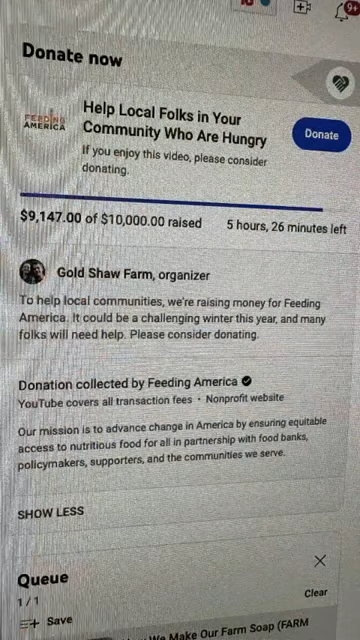 9+
Donate now
FEEDING
AMERICA
Help Local Folks in Your
Community Who Are Hungry
If you enjoy this video, please consider
donating.
Donate
$9,147.00 of $10,000.00 raised
5 hours, 26 minutes left
Gold Shaw Farm, organizer
To help local communities, we're raising money for Feeding
America. It could be a challenging winter this year, and many
folks will need help. Please consider donating.
Donation collected by Feeding America
YouTube covers all transaction fees • Nonprofit website
Our mission is to advance change in America by ensuring equitable
access to nutritious food for all in partnership with food banks,
policymakers, supporters, and the communities we serve.
SHOW LESS
Queue
1 / 1
Save
Clear
We Make Our Farm Soap (FARM